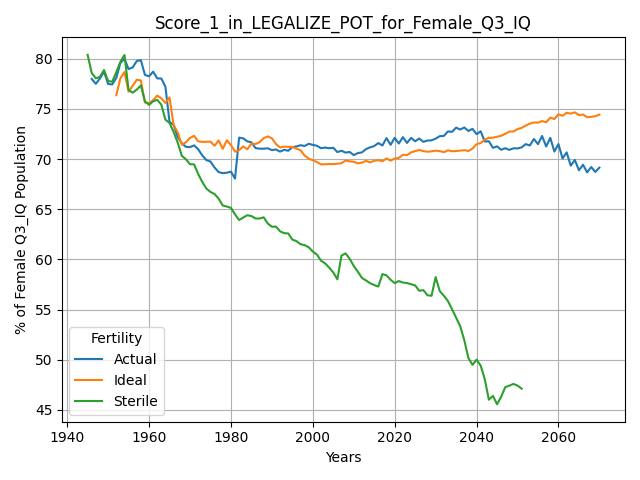 Score_1_in_LEGALIZE_POT_for_Female_Q3_IQ
% of Female Q3_IQ Population
80
75
70
65
60
55
50
45
Fertility
Actual
Ideal
Sterile
1940 1960 1980 2000 2020 2040 2060
Years